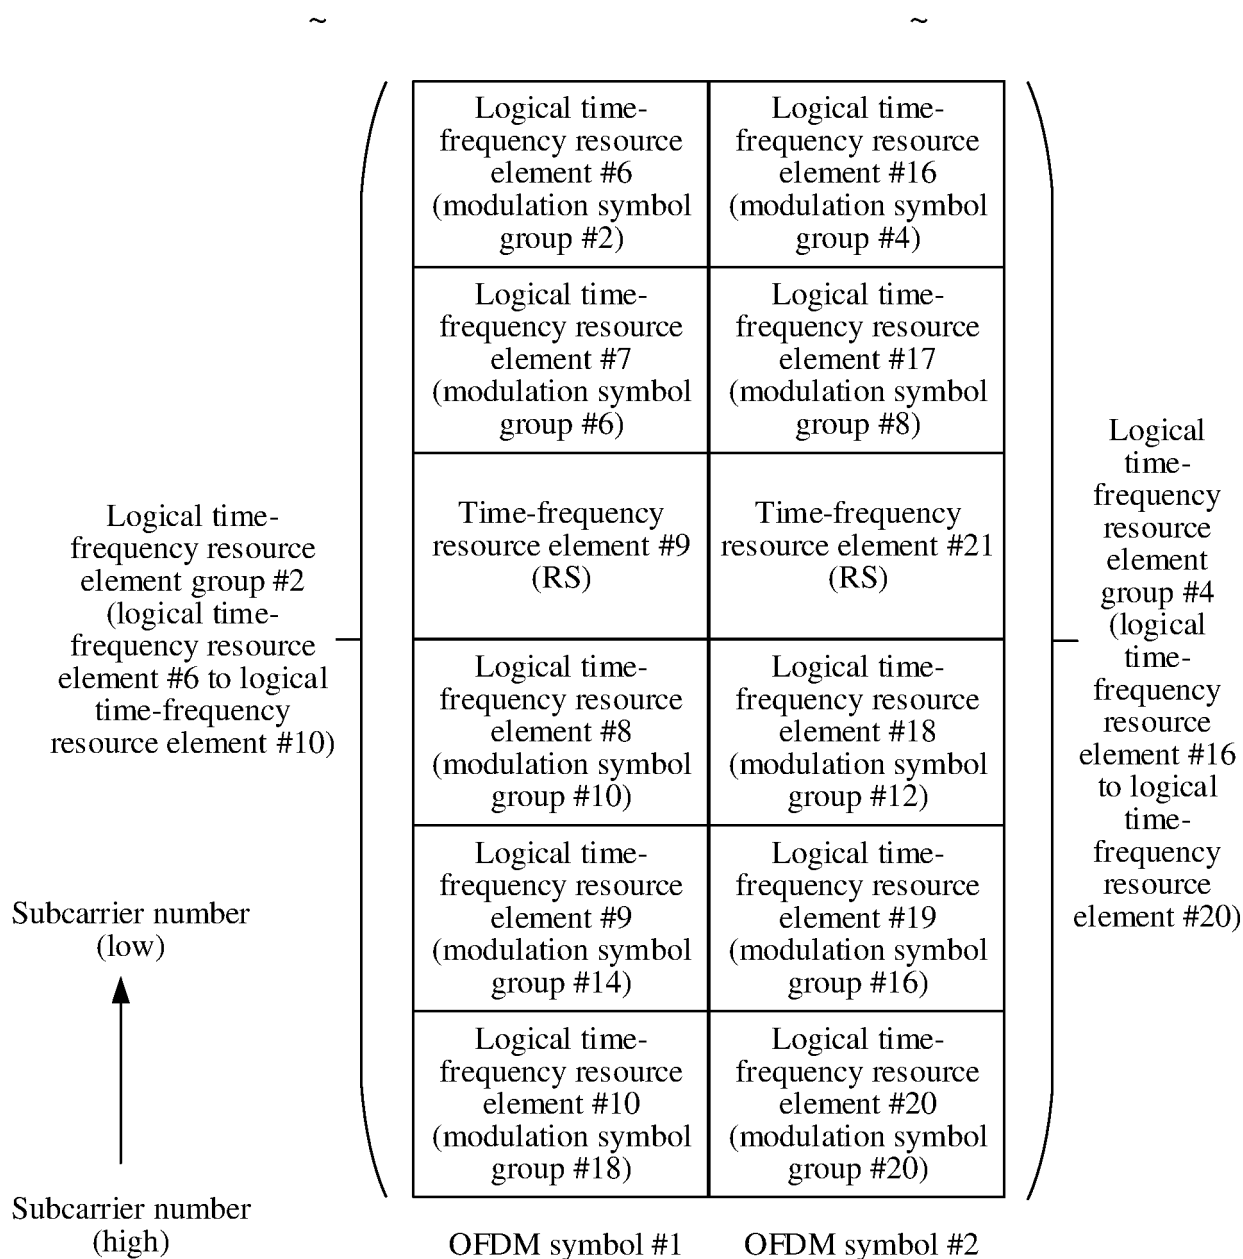 ~ ~
Logical time-
frequency resource
element #6
(modulation symbol
group #2)
Logical time-
frequency resource
element #16
(modulation symbol
group #4)
Logical time-
frequency resource
element #7
(modulation symbol
group #6)
Logical time-
frequency resource
element #17
(modulation symbol
group #8)
Time-frequency
resource element #9
(RS)
Time-frequency
resource element #21
(RS)
Logical time-
frequency resource
element #8
(modulation symbol
group #10)
Logical time-
frequency resource
element #18
(modulation symbol
group #12)
Logical time-
frequency resource
element #9
(modulation symbol
group #14)
Logical time-
frequency resource
element #19
(modulation symbol
group #16)
Logical time-
frequency resource
element #10
(modulation symbol
group #18)
Logical time-
frequency resource
element #20
(modulation symbol
group #20)
Logical time-
frequency resource
element group #2
(logical time-
frequency resource
element #6 to logical
time-frequency
resource element #10)
Logical
time-
frequency
resource
element
group #4
(logical
time-
frequency
resource
element #16
to logical
time-
frequency
resource
element #20)
Subcarrier number
(low)
Subcarrier number
(high)
OFDM symbol #1
OFDM symbol #2